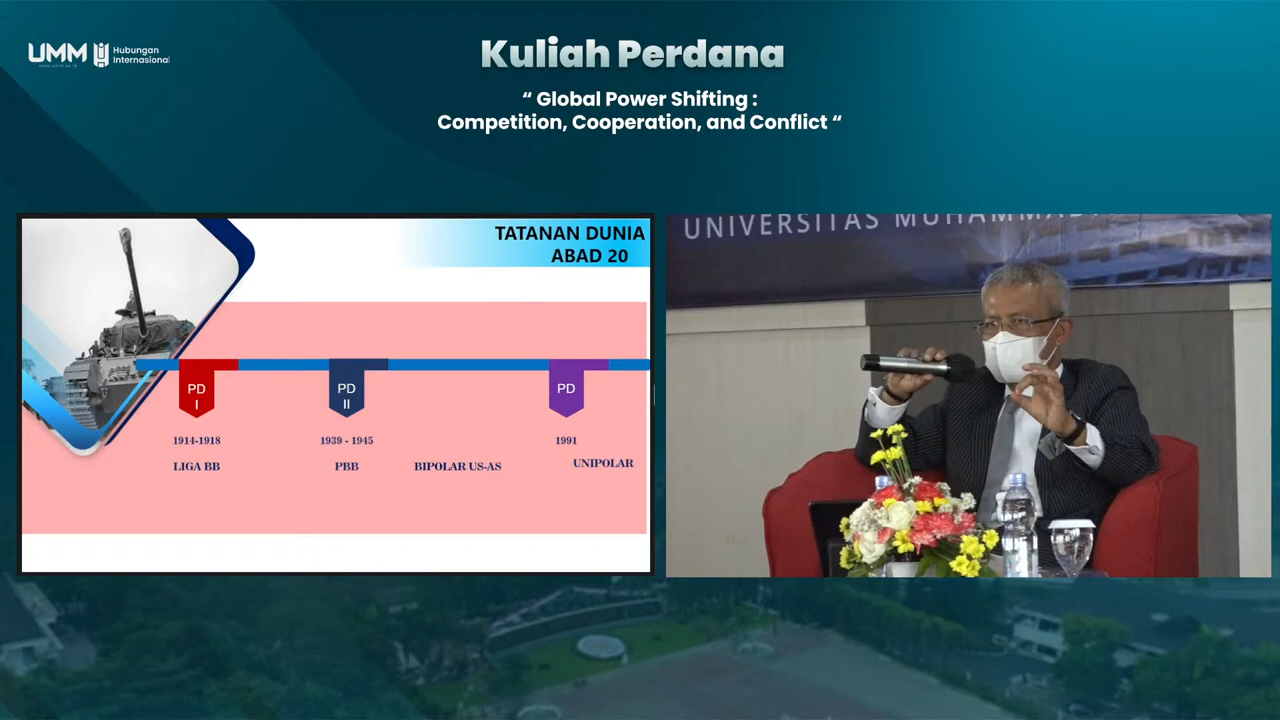 UMM
Hubungan
Internasional
Kuliah Perdana
“ Global Power Shifting :
Competition, Cooperation, and Conflict “
TATANAN DUNIA
ABAD 20
PD
I
PD
II
PD
1914-1918
1939 - 1945
1991
LIGA BB
PBB
BIPOLAR US-AS
UNIPOLAR
UNIVERSITAS